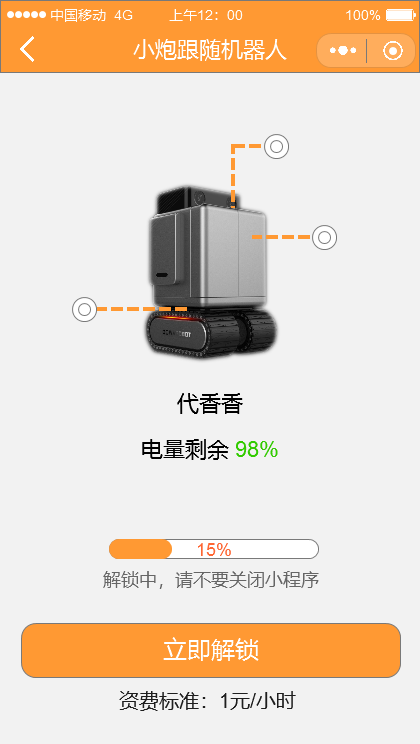 中国移动 4G 上午12：00 100%
小炮跟随机器人
代香香
电量剩余 98%
15%
解锁中，请不要关闭小程序
立即解锁
资费标准：1元/小时